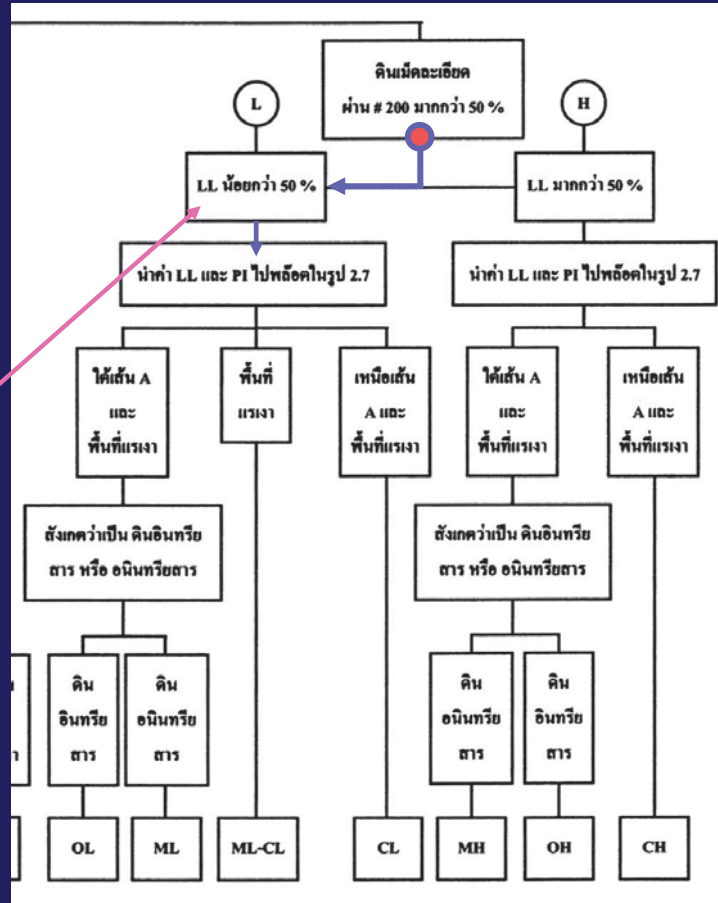 ดินเม็ดละเอียด
ผ่าน # 200 มากกว่า 50 %
L
H
LL น้อยกว่า 50 %
LL มากกว่า 50 %
นำค่า LL และ PI ไปพล๊อตในรูป 2.7
นำค่า LL และ PI ไปพล๊อตในรูป 2.7
ใต้เส้น A
และ
พื้นที่แรเงา
พื้นที่
แรเงา
เหนือเส้น
A และ
พื้นที่แรเงา
ใต้เส้น A
และ
พื้นที่แรเงา
เหนือเส้น
A และ
พื้นที่แรเงา
สังเกตว่าเป็น ดินอินทรีย
สาร หรือ อนินทรียสาร
สังเกตว่าเป็น ดินอินทรีย
สาร หรือ อนินทรียสาร
ดิน
อินทรีย
สาร
ดิน
อนินทรีย
สาร
ดิน
อนินทรีย
สาร
ดิน
อินทรีย
สาร
OL
ML
ML-CL
CL
MH
OH
CH